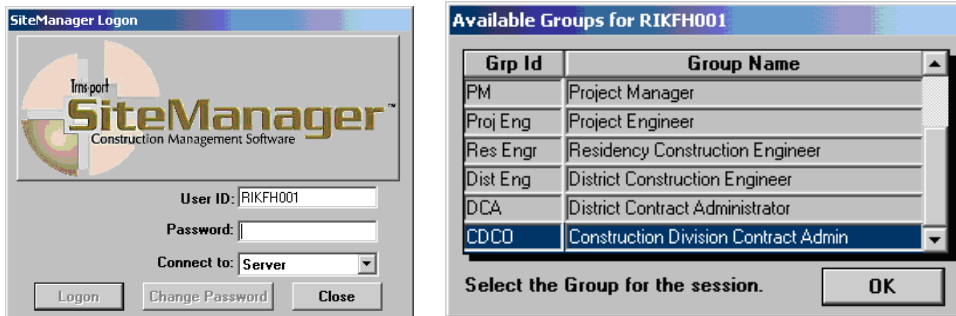 SiteManager Logon
Trns·port
SiteManager™
Construction Management Software
User ID: RIKFH001
Password:
Connect to: Server
Logon Change Password Close
Available Groups for RIKFH001
Grp Id Group Name
PM Project Manager
Proj Eng Project Engineer
Res Engr Residency Construction Engineer
Dist Eng District Construction Engineer
DCA District Contract Administrator
CDCO Construction Division Contract Admin
Select the Group for the session. OK